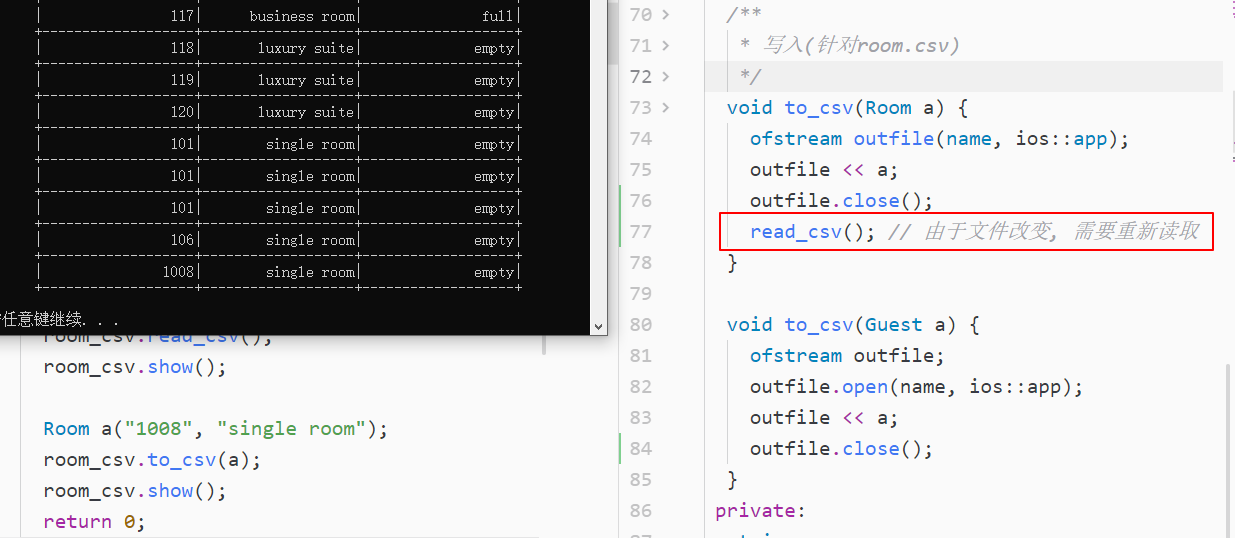 117| business room| full|
118| luxury suite| empty|
119| luxury suite| empty|
120| luxury suite| empty|
101| single room| empty|
101| single room| empty|
101| single room| empty|
106| single room| empty|
1008| single room| empty|
任意键继续. . .
room_csv.read_csv();
room_csv.show();
Room a("1008", "single room");
room_csv.to_csv(a);
room_csv.show();
return 0;
70 /**
71 * 写入(针对room.csv)
72 */
73 void to_csv(Room a) {
74 ofstream outfile(name, ios::app);
75 outfile << a;
76 outfile.close();
77 read_csv(); // 由于文件改变, 需要重新读取
78 }
79
80 void to_csv(Guest a) {
81 ofstream outfile;
82 outfile.open(name, ios::app);
83 outfile << a;
84 outfile.close();
85 }
86 private: